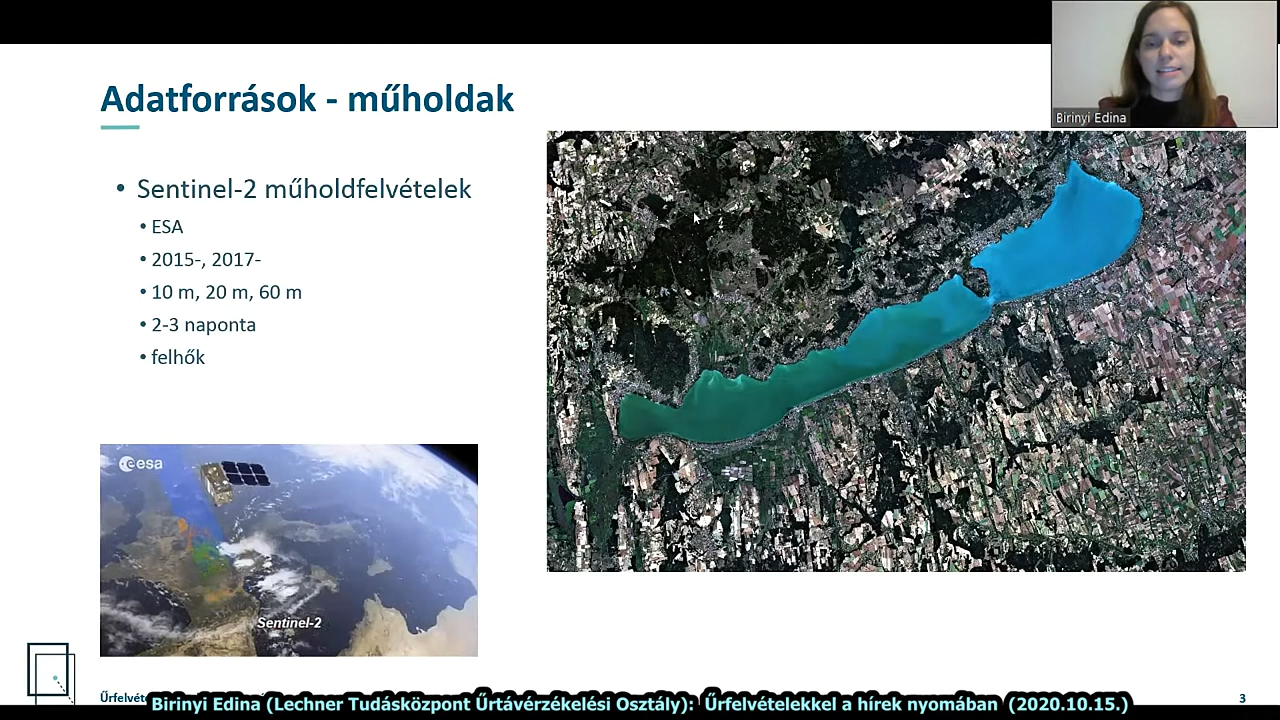 Adatforrások - műholdak
Birinyi Edina
• Sentinel-2 műholdfelvételek
• ESA
• 2015-, 2017-
• 10 m, 20 m, 60 m
• 2-3 naponta
• felhők
esa
Sentinel-2
Birinyi Edina (Lechner Tudásközpont Űrtávérzékelési Osztály): Űrfelvételekkel a hírek nyomában (2020.10.15.)
3